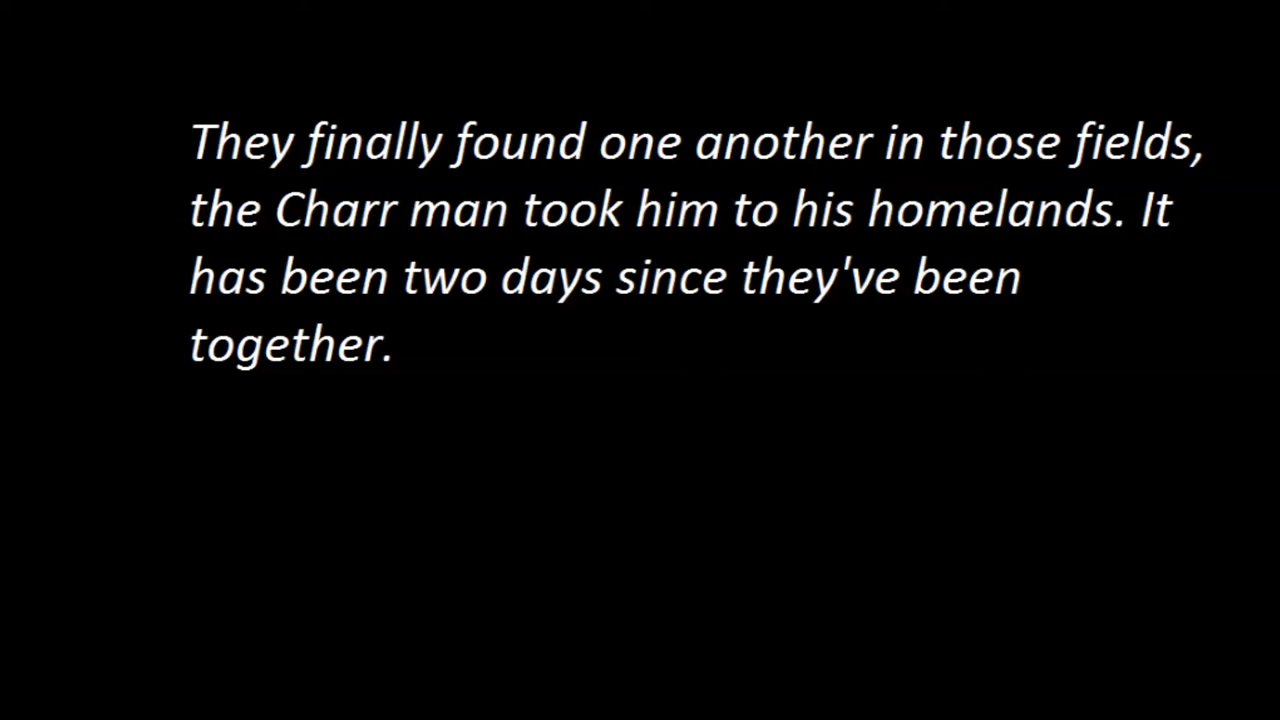 They finally found one another in those fields,
the Charr man took him to his homelands. It
has been two days since they've been
together.